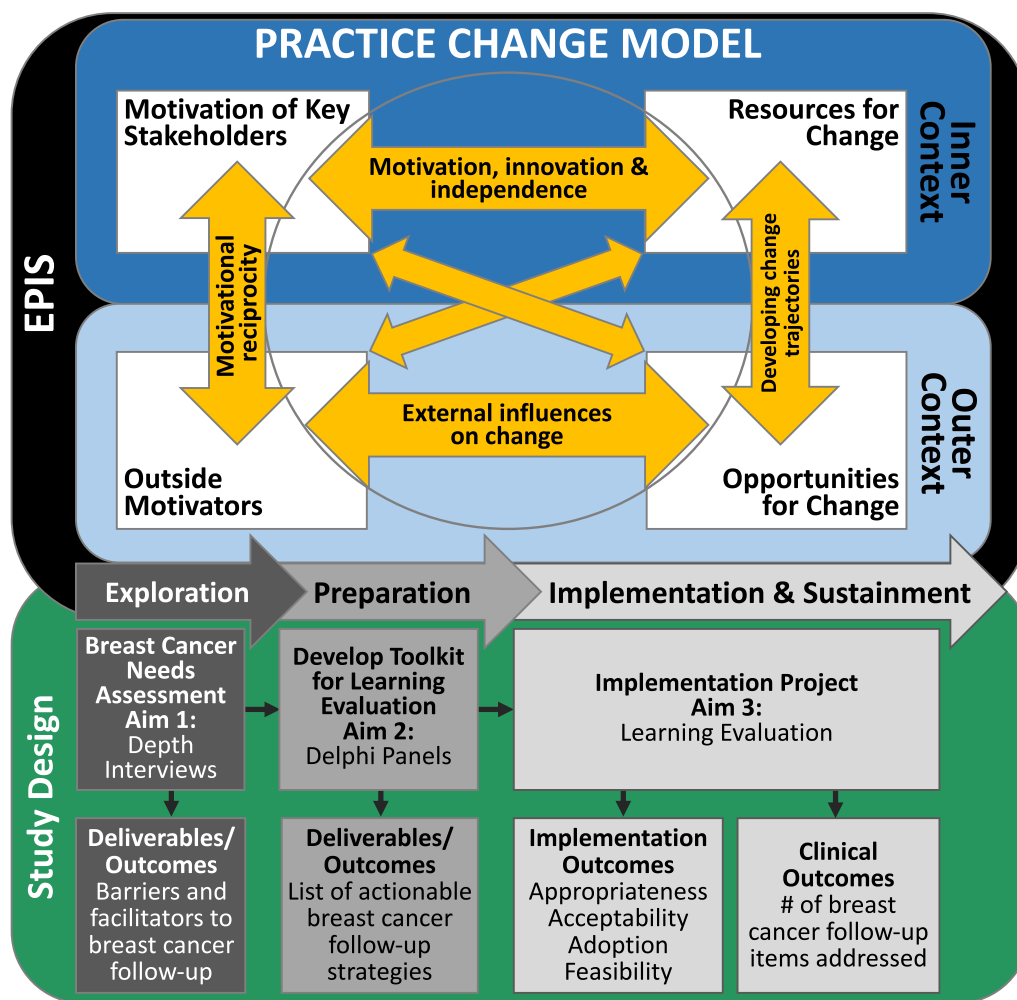 PRACTICE CHANGE MODEL
EPIS
Inner
Context
Motivation of Key
Stakeholders
Resources for
Change
Motivation, innovation &
independence
Motivational
reciprocity
Developing change
trajectories
Outer
Context
External influences
on change
Outside
Motivators
Opportunities
for Change
Exploration
Preparation
Implementation & Sustainment
Study Design
Breast Cancer
Needs
Assessment
Aim 1:
Depth
Interviews
Develop Toolkit
for Learning
Evaluation
Aim 2:
Delphi Panels
Implementation Project
Aim 3:
Learning Evaluation
Deliverables/
Outcomes
Barriers and
facilitators to
breast cancer
follow-up
Deliverables/
Outcomes
List of actionable
breast cancer
follow-up
strategies
Implementation
Outcomes
Appropriateness
Acceptability
Adoption
Feasibility
Clinical
Outcomes
# of breast
cancer follow-up
items addressed